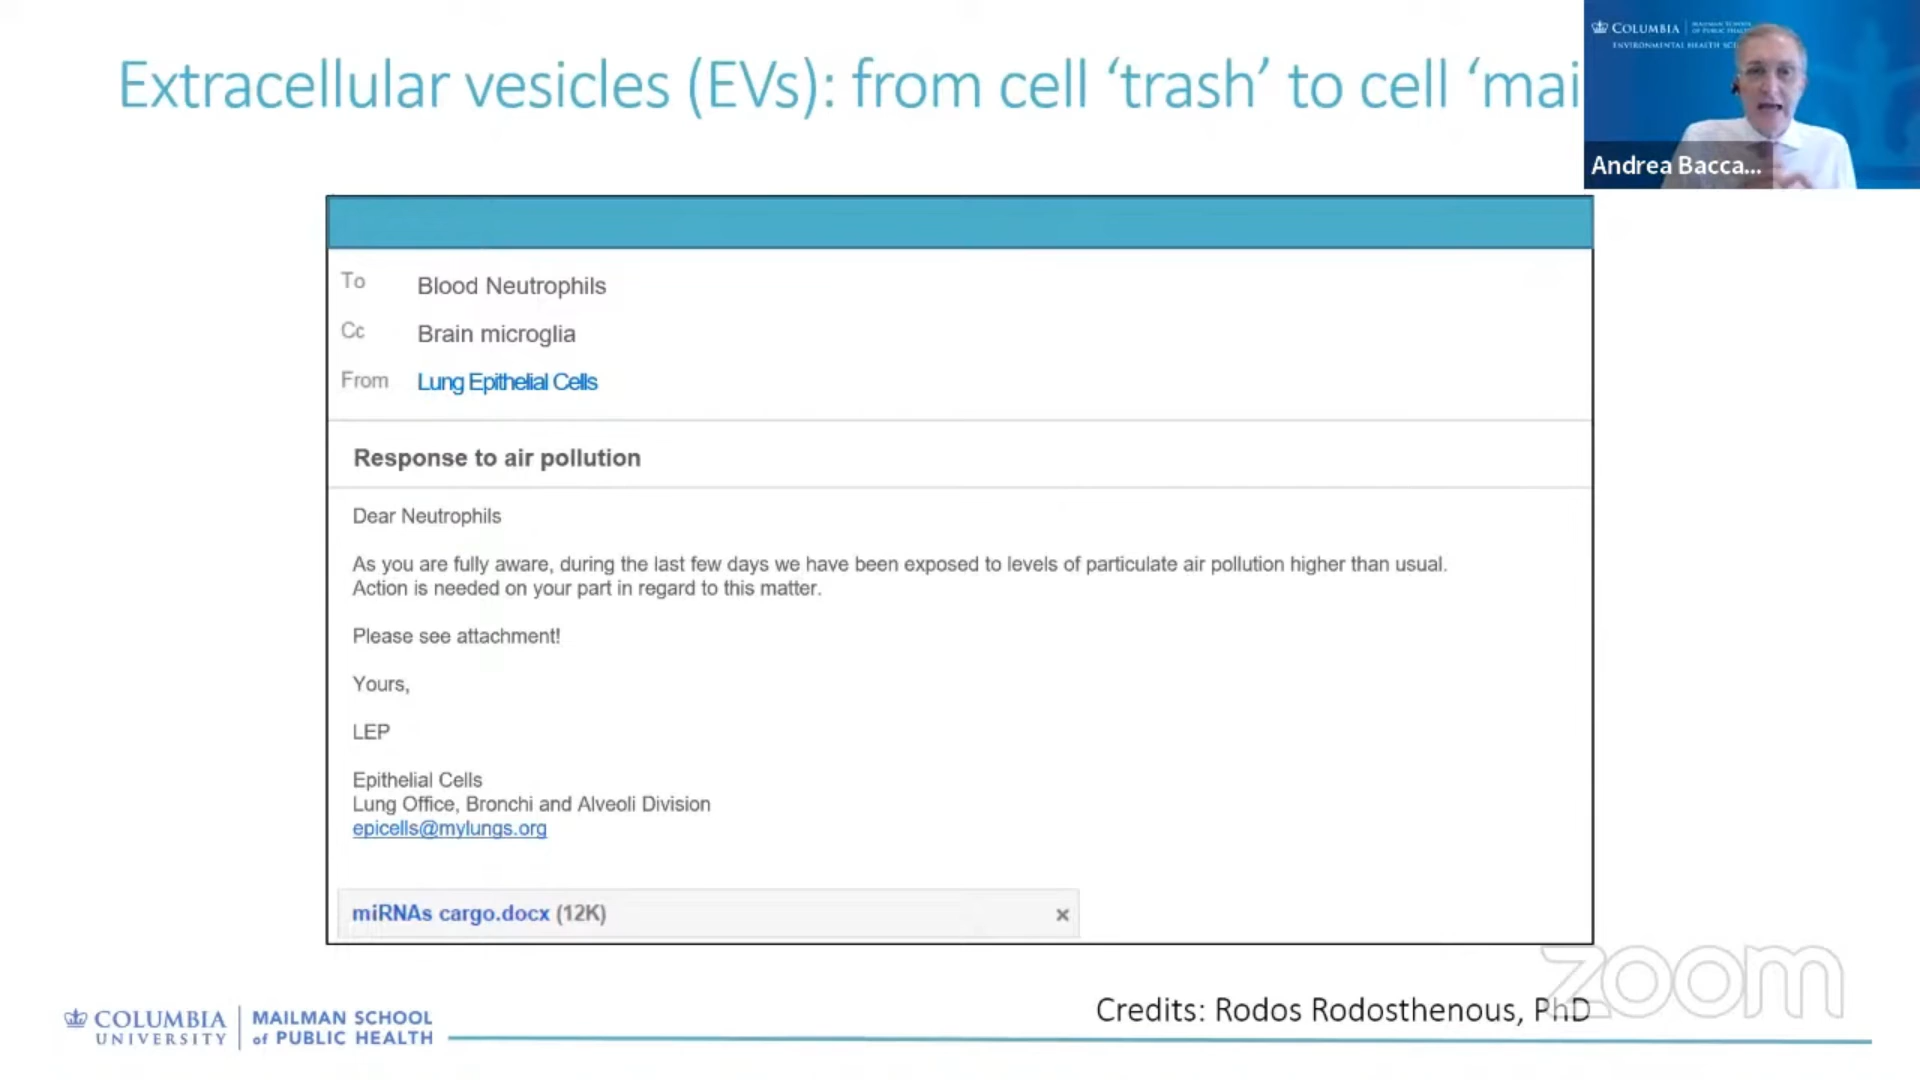 Extracellular vesicles (EVs): from cell ‘trash’ to cell ‘mai
COLUMBIA
ENVIRONMENTAL HEALTH
Andrea Bacca...
To Blood Neutrophils
Cc Brain microglia
From Lung Epithelial Cells
Response to air pollution
Dear Neutrophils
As you are fully aware, during the last few days we have been exposed to levels of particulate air pollution higher than usual.
Action is needed on your part in regard to this matter.
Please see attachment!
Yours,
LEP
Epithelial Cells
Lung Office, Bronchi and Alveoli Division
epicells@mylungs.org
miRNAs cargo.docx (12K) ×
zoom
Credits: Rodos Rodosthenous, PhD
COLUMBIA UNIVERSITY
MAILMAN SCHOOL
of PUBLIC HEALTH